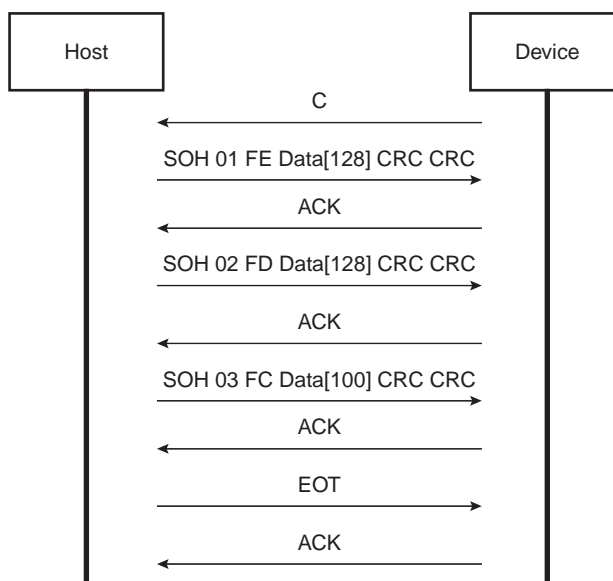 Host
Device
C
SOH 01 FE Data[128] CRC CRC
ACK
SOH 02 FD Data[128] CRC CRC
ACK
SOH 03 FC Data[100] CRC CRC
ACK
EOT
ACK